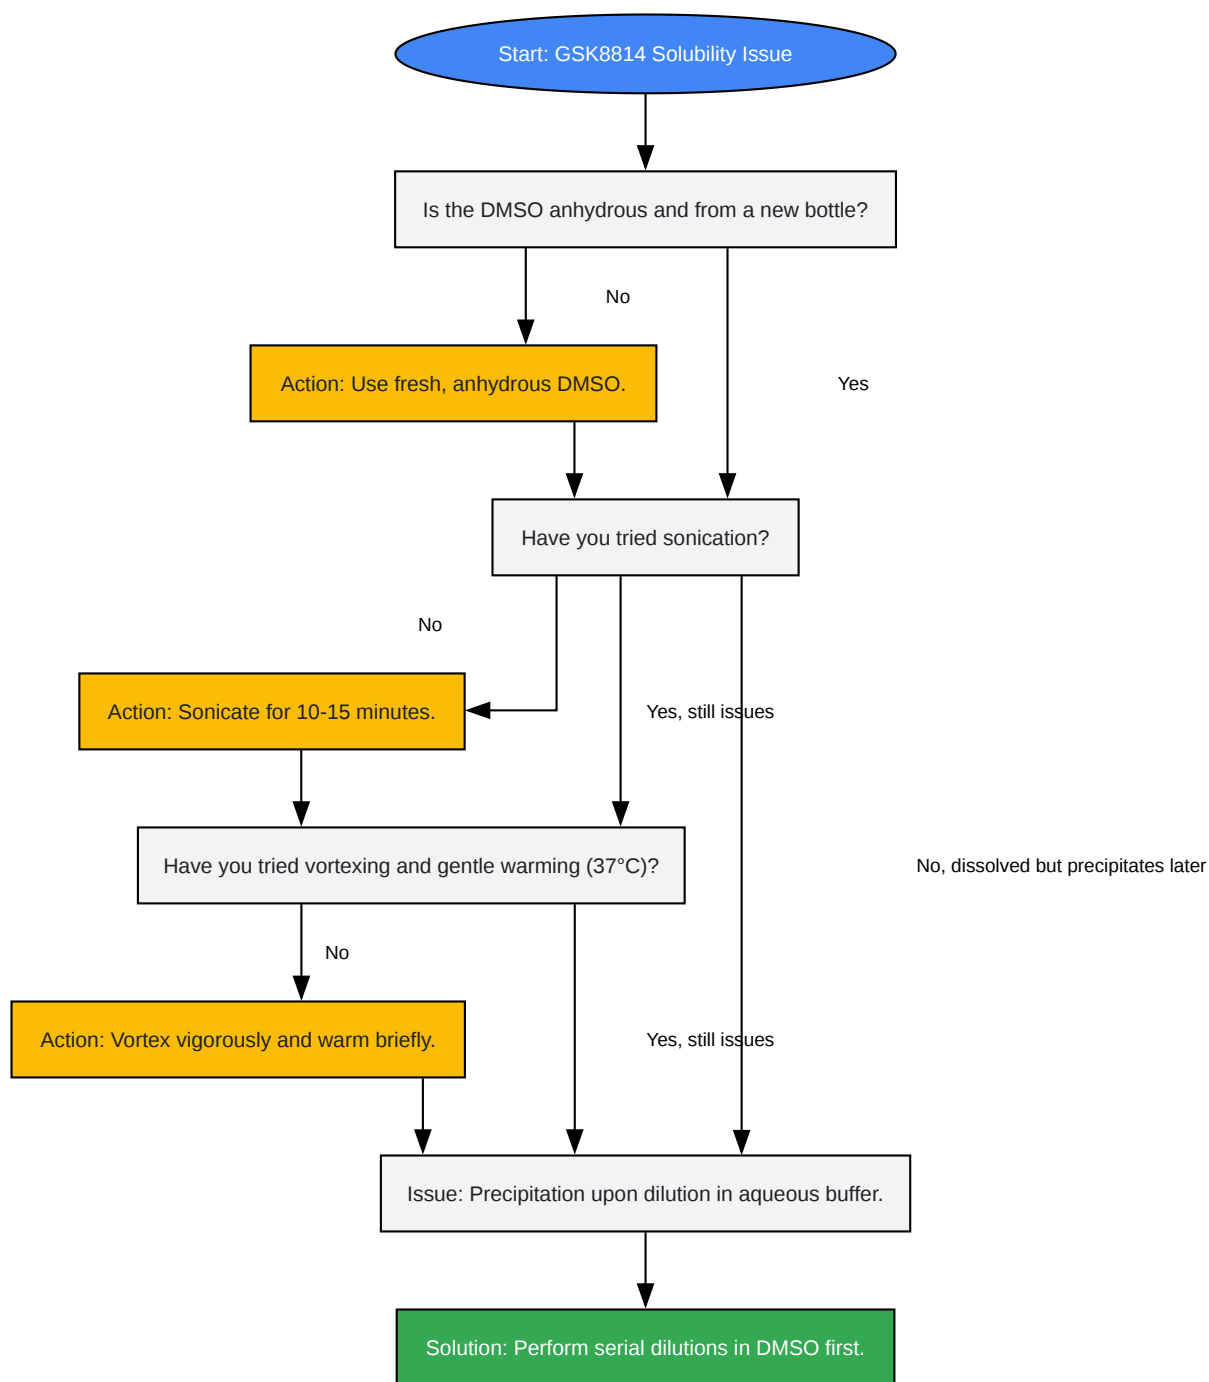 Start: GSK8814 Solubility Issue
Is the DMSO anhydrous and from a new bottle?
No
Action: Use fresh, anhydrous DMSO.
Yes
Have you tried sonication?
No
Action: Sonicate for 10-15 minutes.
Yes, still issues
Have you tried vortexing and gentle warming (37°C)?
No, dissolved but precipitates later
No
Action: Vortex vigorously and warm briefly.
Yes, still issues
Issue: Precipitation upon dilution in aqueous buffer.
Solution: Perform serial dilutions in DMSO first.